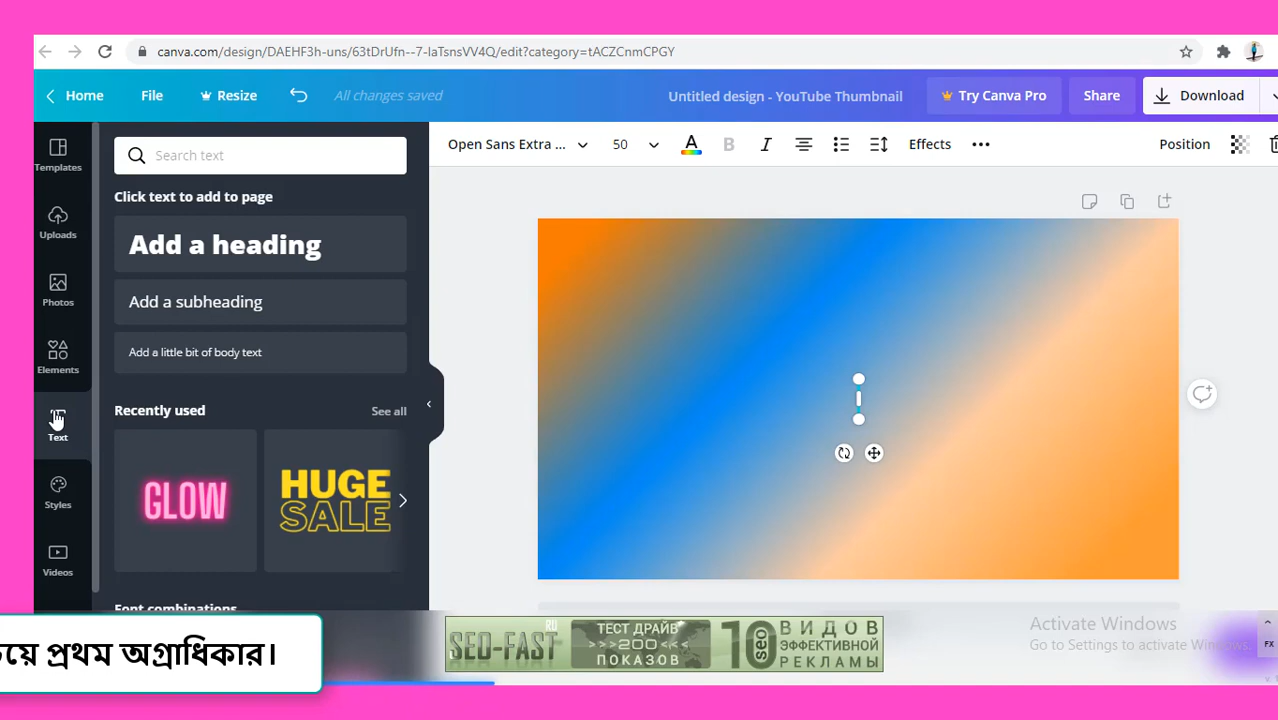 canva.com/design/DAEHF3h-uns/63tDrUfn--7-laTsnsVV4Q/edit?category=tACZCnmCPGY
Home File Resize All changes saved Untitled design - YouTube Thumbnail Try Canva Pro Share Download
Open Sans Extra ... 50 A B I Effects ••• Position
Templates
Uploads
Photos
Elements
Text
Styles
Videos
Search text
Click text to add to page
Add a heading
Add a subheading
Add a little bit of body text
Recently used See all
GLOW
HUGE
SALE
Font combinations
প্রথম অগ্রাধিকার।
SEO-FAST RU
ТЕСТ ДРАЙВ
>>>200<<<
ПОКАЗОВ
10 seo
ВИДОВ
ЭФФЕКТИВНОЙ
РЕКЛАМЫ
Activate Windows
Go to Settings to activate Windows.
FX